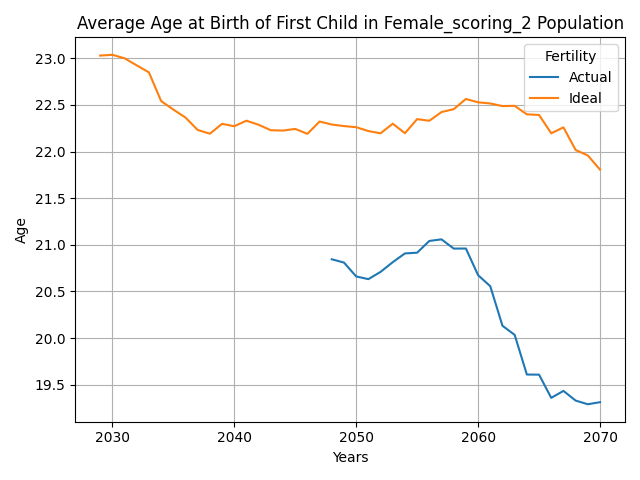 Average Age at Birth of First Child in Female_scoring_2 Population
Fertility
Actual
Ideal
Age
23.0
22.5
22.0
21.5
21.0
20.5
20.0
19.5
2030 2040 2050 2060 2070
Years